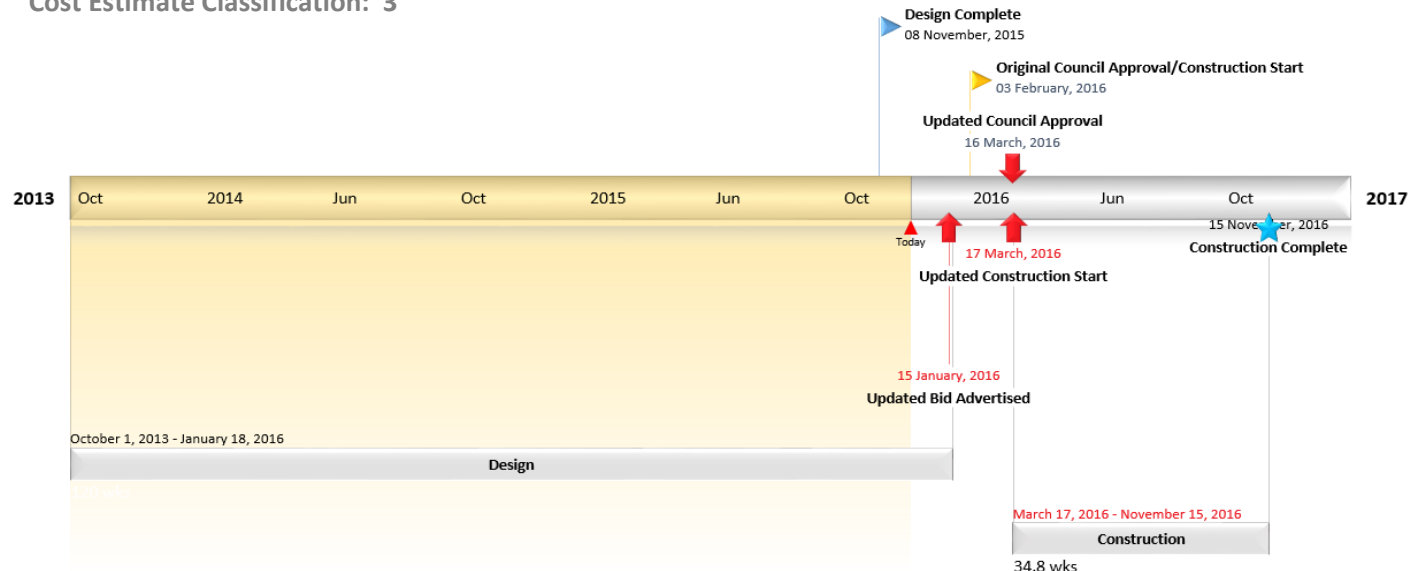 Cost Estimate Classification: 3
Design Complete
08 November, 2015
Original Council Approval/Construction Start
03 February, 2016
Updated Council Approval
16 March, 2016
2013 Oct 2014 Jun Oct 2015 Jun Oct 2016 Jun Oct 2017
Today
15 November, 2016
Construction Complete
17 March, 2016
Updated Construction Start
15 January, 2016
Updated Bid Advertised
October 1, 2013 - January 18, 2016
Design
March 17, 2016 - November 15, 2016
Construction
34.8 wks